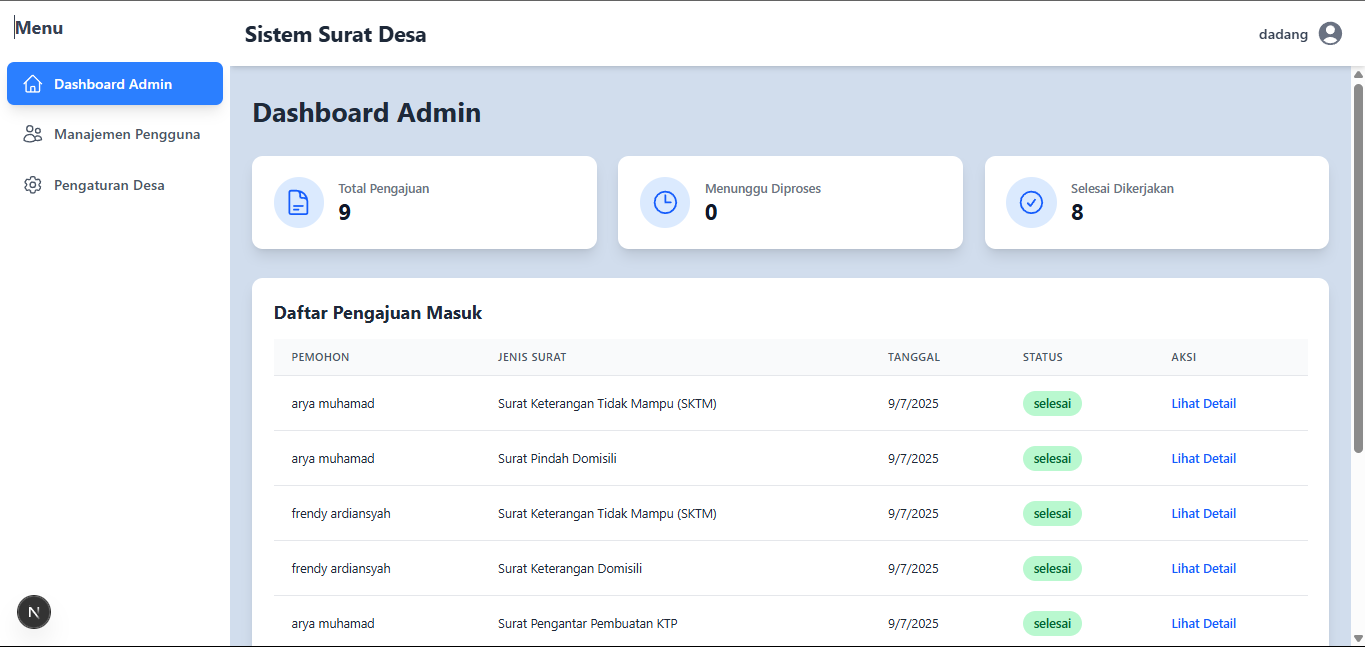 Menu
Sistem Surat Desa
dadang
Dashboard Admin
Manajemen Pengguna
Pengaturan Desa
Dashboard Admin
Total Pengajuan
9
Menunggu Diproses
0
Selesai Dikerjakan
8
Daftar Pengajuan Masuk
PEMOHON JENIS SURAT TANGGAL STATUS AKSI
arya muhamad Surat Keterangan Tidak Mampu (SKTM) 9/7/2025 selesai Lihat Detail
arya muhamad Surat Pindah Domisili 9/7/2025 selesai Lihat Detail
frendy ardiansyah Surat Keterangan Tidak Mampu (SKTM) 9/7/2025 selesai Lihat Detail
frendy ardiansyah Surat Keterangan Domisili 9/7/2025 selesai Lihat Detail
arya muhamad Surat Pengantar Pembuatan KTP 9/7/2025 selesai Lihat Detail
N